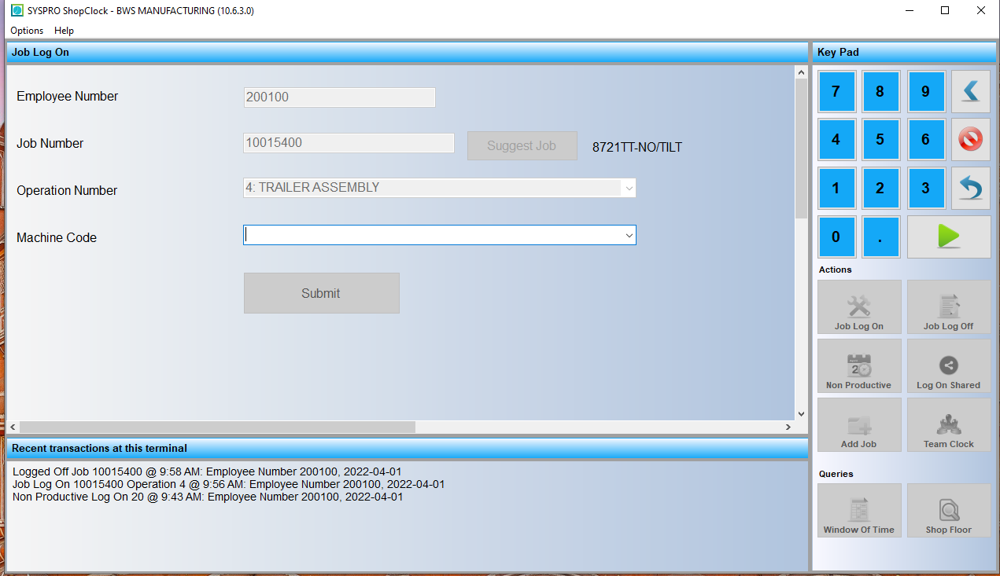 SYSPRO ShopClock - BWS MANUFACTURING (10.6.3.0)
Options Help
Job Log On
Employee Number 200100
Job Number 10015400 Suggest Job 8721TT-NO/TILT
Operation Number 4: TRAILER ASSEMBLY
Machine Code
Submit
Recent transactions at this terminal
Logged Off Job 10015400 @ 9:58 AM: Employee Number 200100, 2022-04-01
Job Log On 10015400 Operation 4 @ 9:56 AM: Employee Number 200100, 2022-04-01
Non Productive Log On 20 @ 9:43 AM: Employee Number 200100, 2022-04-01
Key Pad
7 8 9
4 5 6
1 2 3
0 .
Actions
Job Log On Job Log Off
Non Productive Log On Shared
Add Job Team Clock
Queries
Window Of Time Shop Floor